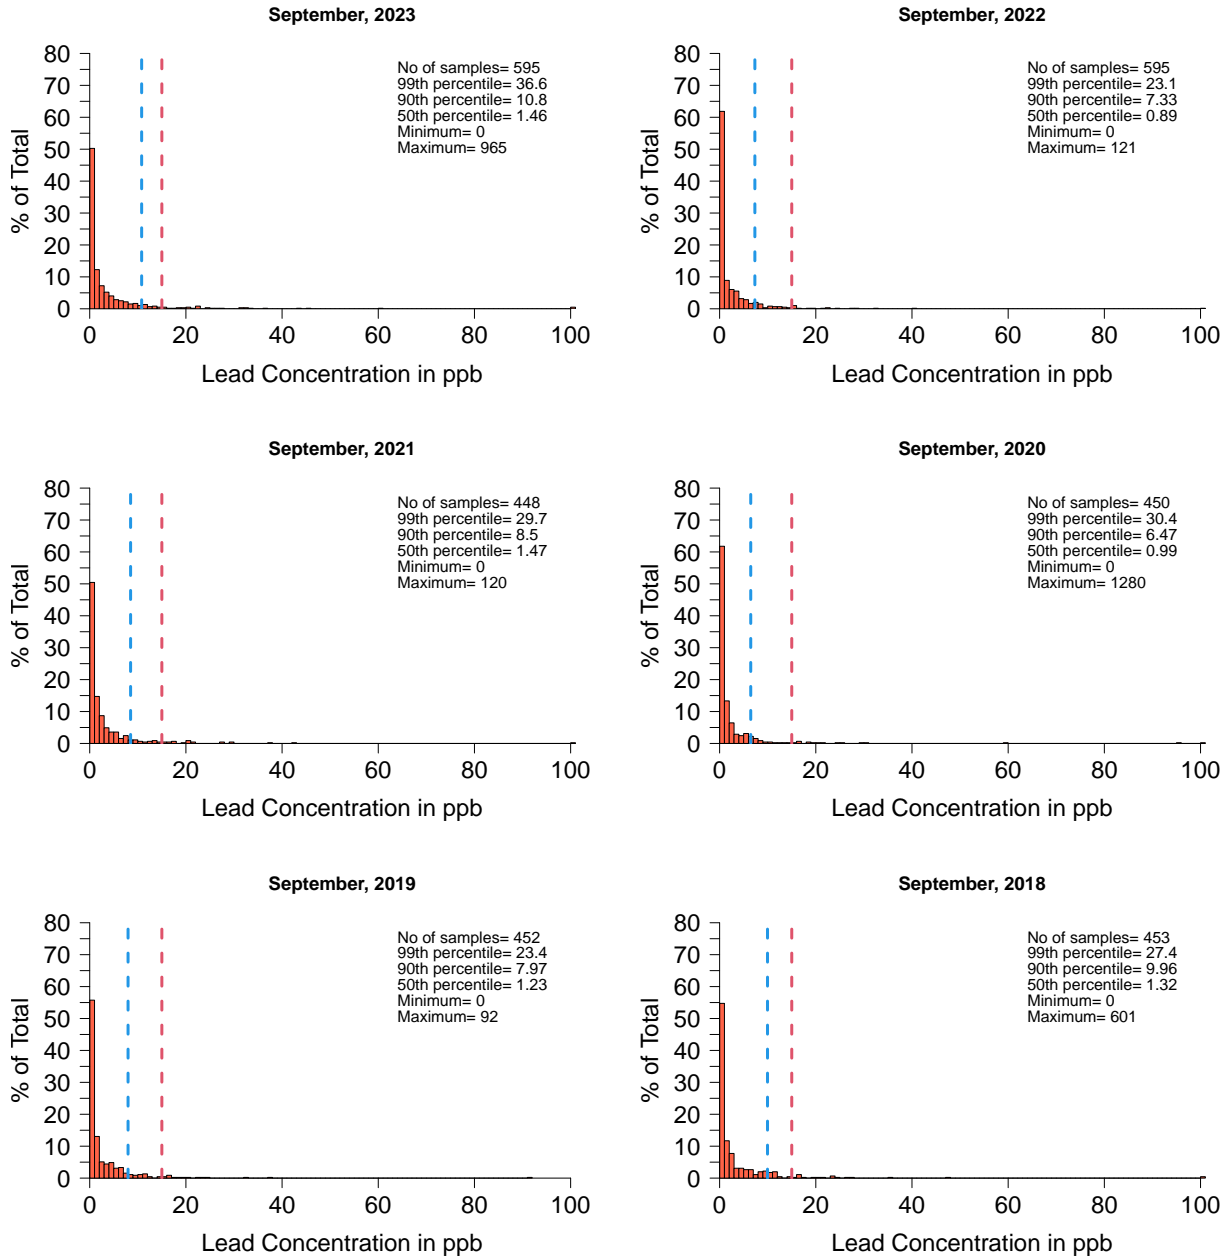 September, 2023
80
70
60
50
40
30
20
10
0
% of Total
No of samples= 595
99th percentile= 36.6
90th percentile= 10.8
50th percentile= 1.46
Minimum= 0
Maximum= 965
0 20 40 60 80 100
Lead Concentration in ppb
September, 2022
80
70
60
50
40
30
20
10
0
% of Total
No of samples= 595
99th percentile= 23.1
90th percentile= 7.33
50th percentile= 0.89
Minimum= 0
Maximum= 121
0 20 40 60 80 100
Lead Concentration in ppb
September, 2021
80
70
60
50
40
30
20
10
0
% of Total
No of samples= 448
99th percentile= 29.7
90th percentile= 8.5
50th percentile= 1.47
Minimum= 0
Maximum= 120
0 20 40 60 80 100
Lead Concentration in ppb
September, 2020
80
70
60
50
40
30
20
10
0
% of Total
No of samples= 450
99th percentile= 30.4
90th percentile= 6.47
50th percentile= 0.99
Minimum= 0
Maximum= 1280
0 20 40 60 80 100
Lead Concentration in ppb
September, 2019
80
70
60
50
40
30
20
10
0
% of Total
No of samples= 452
99th percentile= 23.4
90th percentile= 7.97
50th percentile= 1.23
Minimum= 0
Maximum= 92
0 20 40 60 80 100
Lead Concentration in ppb
September, 2018
80
70
60
50
40
30
20
10
0
% of Total
No of samples= 453
99th percentile= 27.4
90th percentile= 9.96
50th percentile= 1.32
Minimum= 0
Maximum= 601
0 20 40 60 80 100
Lead Concentration in ppb